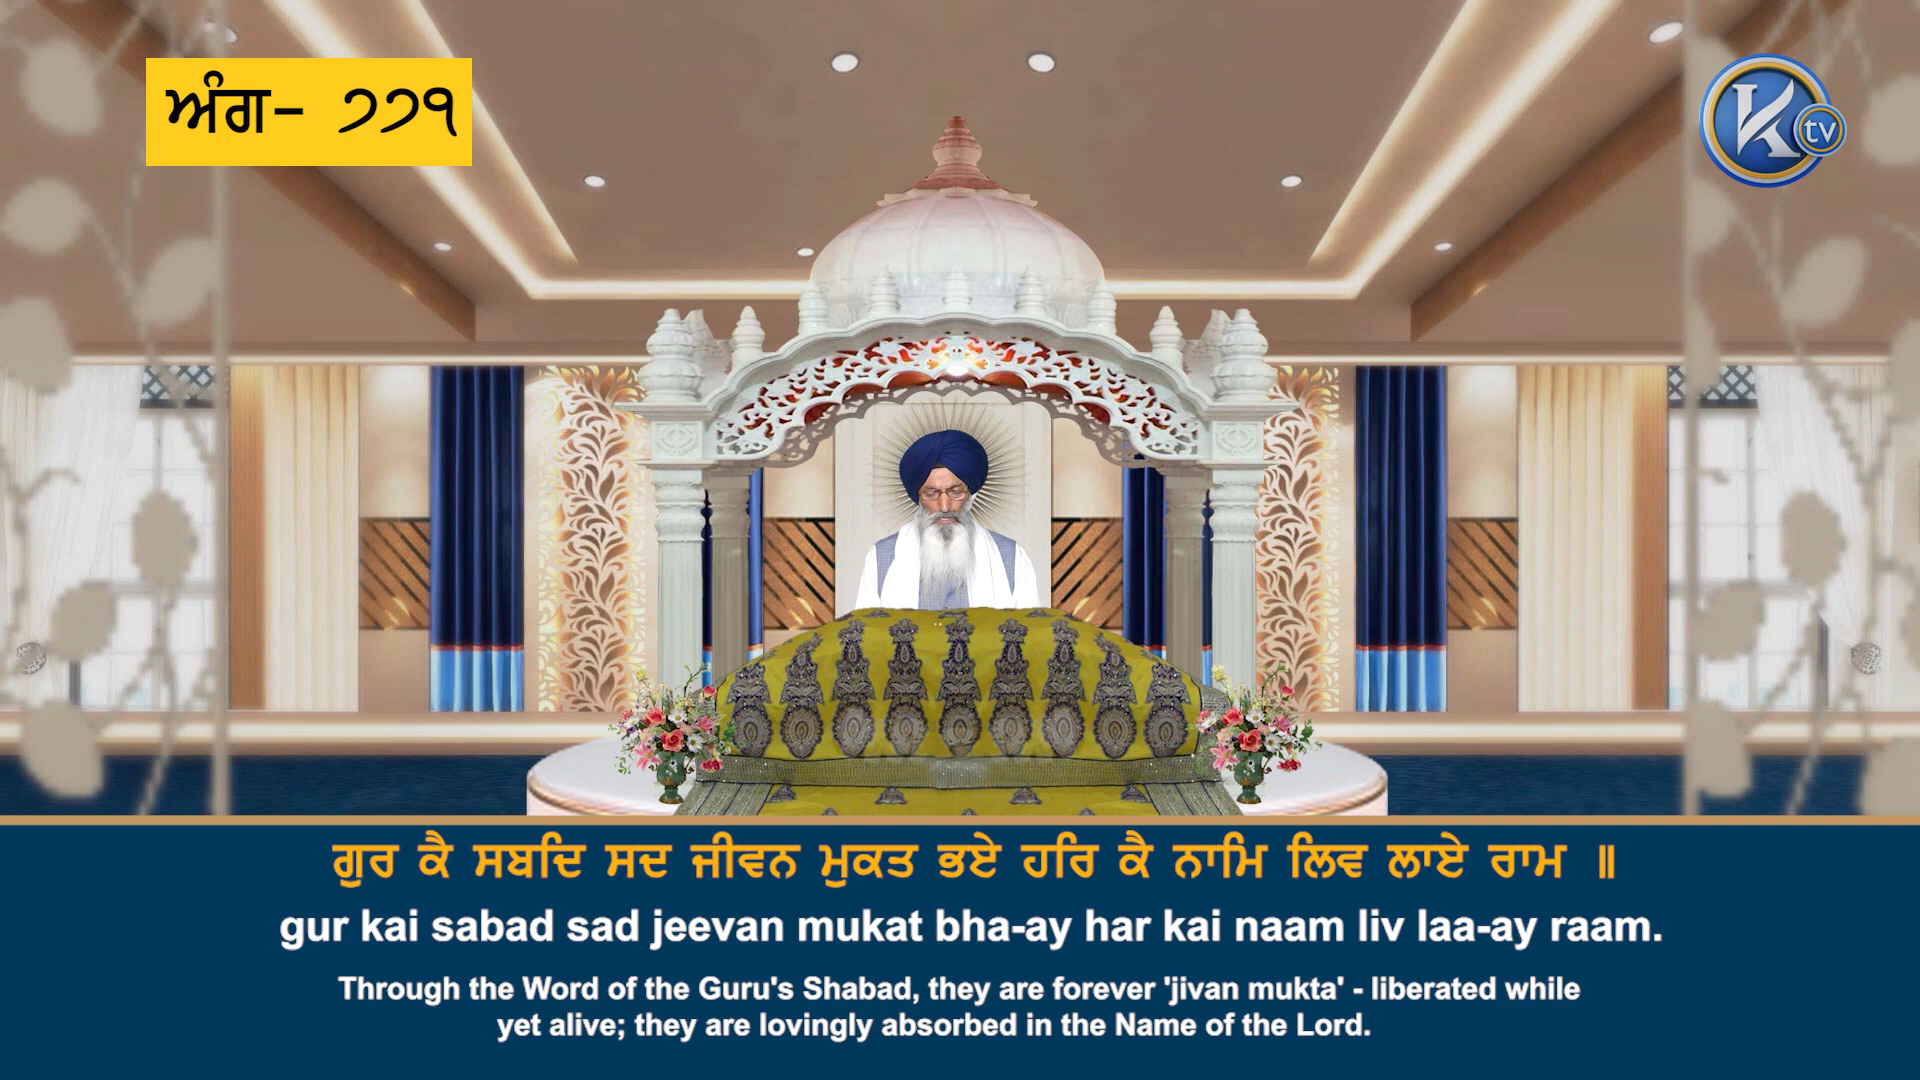 ਅੰਗ- ੭੭੧
K tv
ਗੁਰ ਕੈ ਸਬਦਿ ਸਦ ਜੀਵਨ ਮੁਕਤ ਭਏ ਹਰਿ ਕੈ ਨਾਮਿ ਲਿਵ ਲਾਏ ਰਾਮ ॥
gur kai sabad sad jeevan mukat bha-ay har kai naam liv laa-ay raam.
Through the Word of the Guru's Shabad, they are forever 'jivan mukta' - liberated while
yet alive; they are lovingly absorbed in the Name of the Lord.